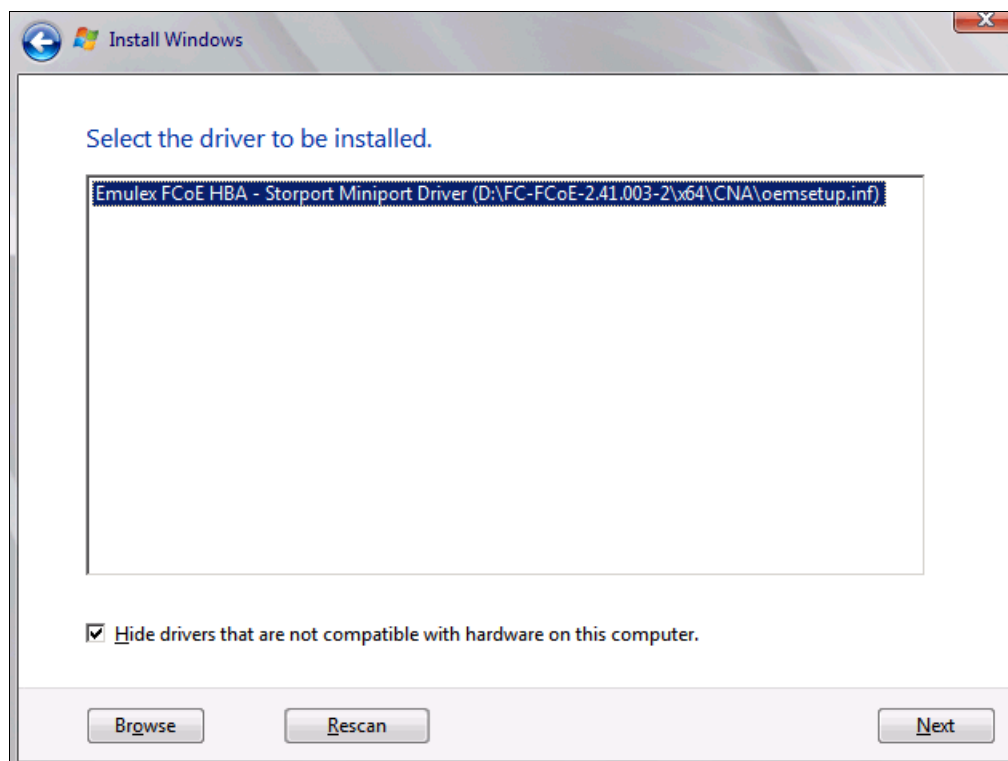 Install Windows
Select the driver to be installed.
Emulex FCoE HBA - Storport Miniport Driver (D:\FC-FCoE-2.41.003-2\x64\CNA\oemsetup.inf)
Hide drivers that are not compatible with hardware on this computer.
Browse Rescan Next